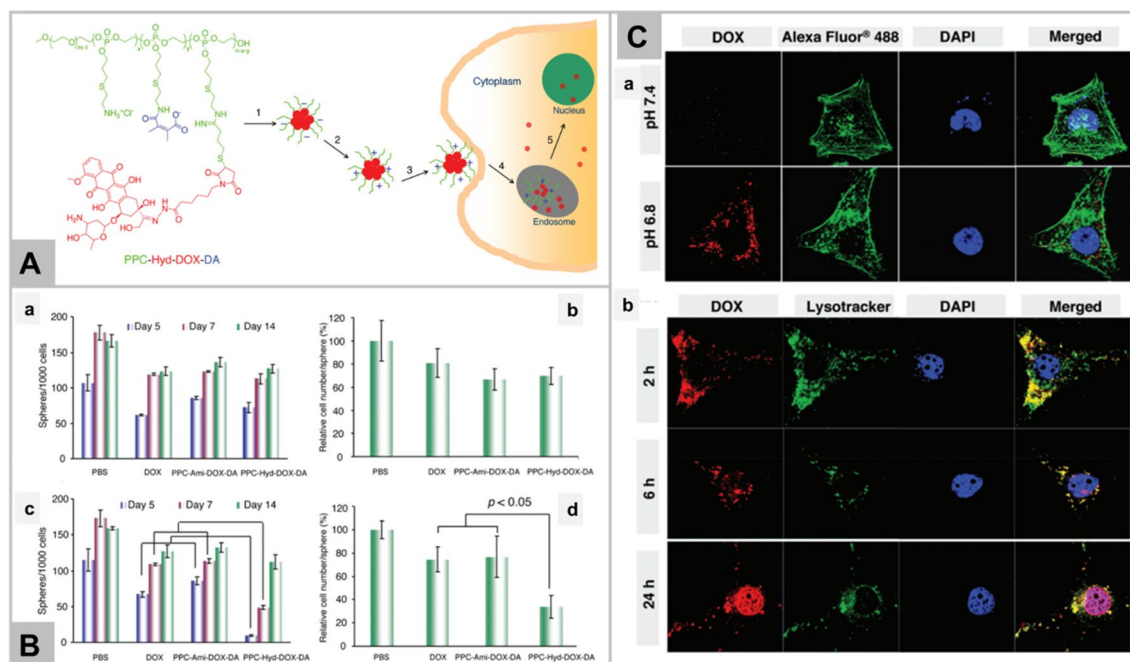 A
PPC-Hyd-DOX-DA
1
2
3
4
5
Cytoplasm
Nucleus
Endosome
B
a
Day 5 Day 7 Day 14
Spheres/1000 cells
200
150
100
50
0
PBS DOX PPC-Ami-DOX-DA PPC-Hyd-DOX-DA
b
Relative cell number/sphere (%)
120
100
80
60
40
20
0
PBS DOX PPC-Ami-DOX-DA PPC-Hyd-DOX-DA
c
Day 5 Day 7 Day 14
Spheres/1000 cells
200
150
100
50
0
PBS DOX PPC-Ami-DOX-DA PPC-Hyd-DOX-DA
d
p < 0.05
Relative cell number/sphere (%)
120
100
80
60
40
20
0
PBS DOX PPC-Ami-DOX-DA PPC-Hyd-DOX-DA
C
DOX Alexa Fluor® 488 DAPI Merged
a
pH 7.4
pH 6.8
b
DOX Lysotracker DAPI Merged
2 h
6 h
24 h